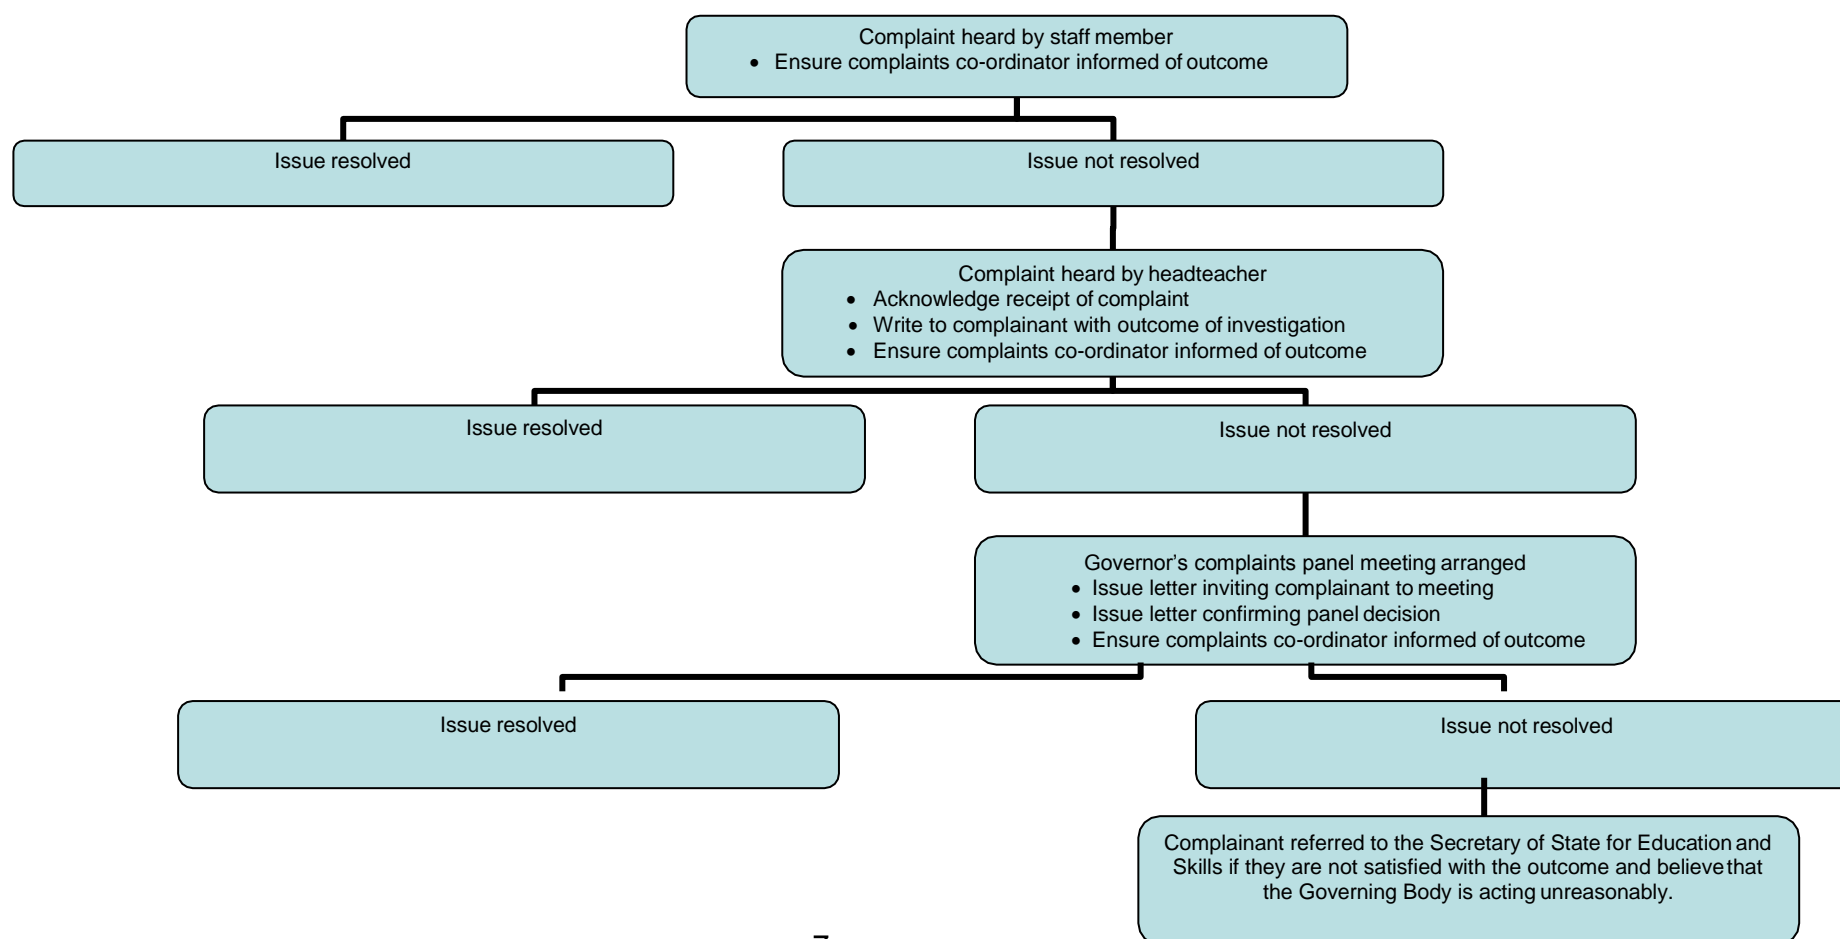 Complaint heard by staff member
• Ensure complaints co-ordinator informed of outcome
Issue resolved
Issue not resolved
Complaint heard by headteacher
• Acknowledge receipt of complaint
• Write to complainant with outcome of investigation
• Ensure complaints co-ordinator informed of outcome
Issue resolved
Issue not resolved
Governor’s complaints panel meeting arranged
• Issue letter inviting complainant to meeting
• Issue letter confirming panel decision
• Ensure complaints co-ordinator informed of outcome
Issue resolved
Issue not resolved
Complainant referred to the Secretary of State for Education and
Skills if they are not satisfied with the outcome and believe that
the Governing Body is acting unreasonably.